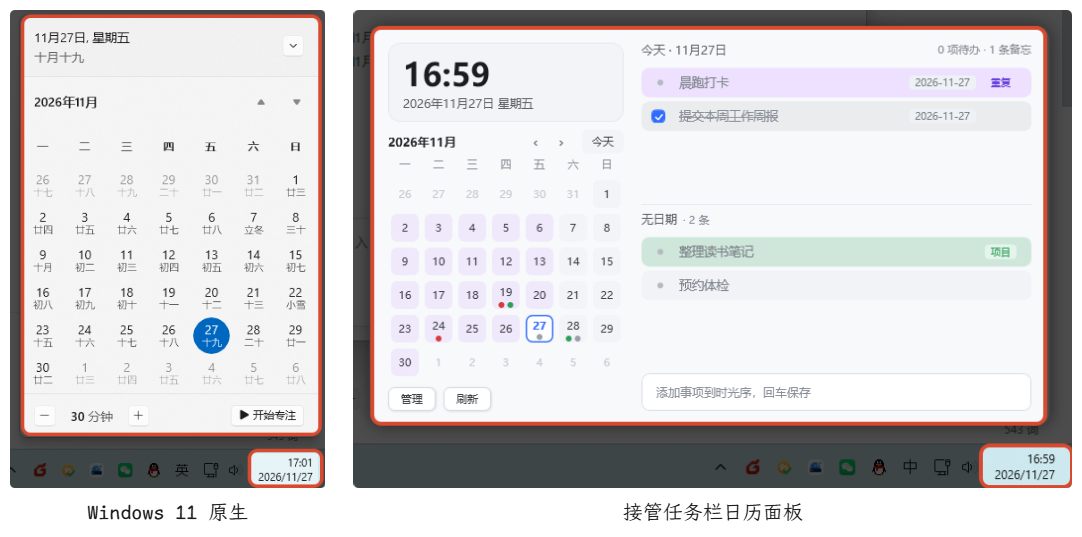 11月27日, 星期五
十月十九
2026年11月
一 二 三 四 五 六 日
26 27 28 29 30 31 1
十七 十八 十九 二十 廿一 廿二 廿三
2 3 4 5 6 7 8
廿四 廿五 廿六 廿七 廿八 立冬 三十
9 10 11 12 13 14 15
十月 初二 初三 初四 初五 初六 初七
16 17 18 19 20 21 22
初八 初九 初十 十一 十二 十三 小雪
23 24 25 26 27 28 29
十五 十六 十七 十八 十九 二十 廿一
30 1 2 3 4 5 6
廿二 廿三 廿四 廿五 廿六 廿七 廿八
30 分钟
开始专注
英
17:01
2026/11/27
Windows 11 原生
16:59
2026年11月27日 星期五
2026年11月 ‹ › 今天
一 二 三 四 五 六 日
26 27 28 29 30 31 1
2 3 4 5 6 7 8
9 10 11 12 13 14 15
16 17 18 19 20 21 22
23 24 25 26 27 28 29
30 1 2 3 4 5 6
管理 刷新
今天 · 11月27日
0 项待办 · 1 条备忘
晨跑打卡 2026-11-27 重复
提交本周工作周报 2026-11-27
无日期 · 2 条
整理读书笔记 项目
预约体检
添加事项到时光序，回车保存
入
中
16:59
2026/11/27
接管任务栏日历面板